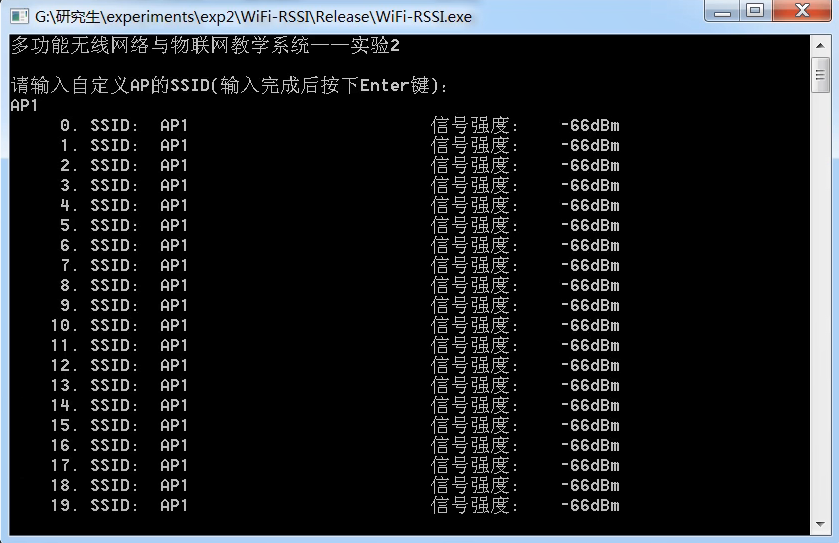 G:\研究生\experiments\exp2\WiFi-RSSI\Release\WiFi-RSSI.exe
多功能无线网络与物联网教学系统——实验2
请输入自定义AP的SSID(输入完成后按下Enter键)：
AP1
0. SSID： AP1 信号强度： -66dBm
1. SSID： AP1 信号强度： -66dBm
2. SSID： AP1 信号强度： -66dBm
3. SSID： AP1 信号强度： -66dBm
4. SSID： AP1 信号强度： -66dBm
5. SSID： AP1 信号强度： -66dBm
6. SSID： AP1 信号强度： -66dBm
7. SSID： AP1 信号强度： -66dBm
8. SSID： AP1 信号强度： -66dBm
9. SSID： AP1 信号强度： -66dBm
10. SSID： AP1 信号强度： -66dBm
11. SSID： AP1 信号强度： -66dBm
12. SSID： AP1 信号强度： -66dBm
13. SSID： AP1 信号强度： -66dBm
14. SSID： AP1 信号强度： -66dBm
15. SSID： AP1 信号强度： -66dBm
16. SSID： AP1 信号强度： -66dBm
17. SSID： AP1 信号强度： -66dBm
18. SSID： AP1 信号强度： -66dBm
19. SSID： AP1 信号强度： -66dBm